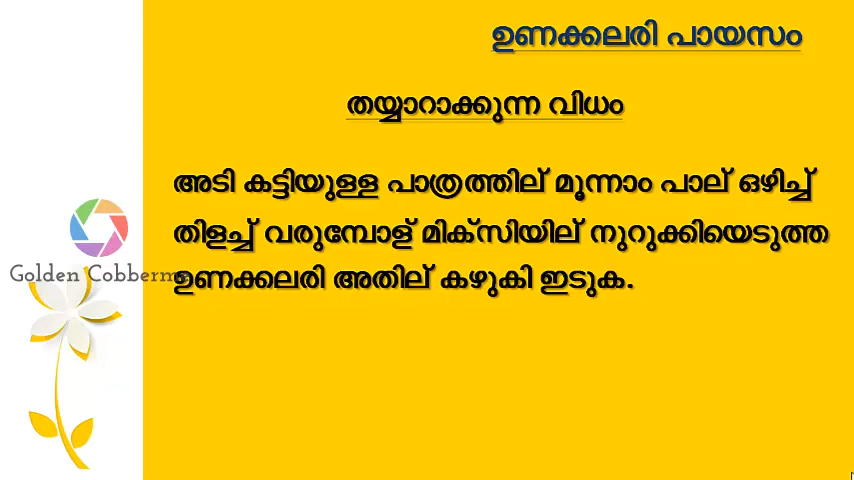 ഉണക്കലരി പായസം
തയ്യാറാക്കുന്ന വിധം
അടി കട്ടിയുള്ള പാത്രത്തില് മൂന്നാം പാല് ഒഴിച്ച്
തിളച്ച് വരുമ്പോള് മിക്സിയില് നുറുക്കിയെടുത്ത
ഉണക്കലരി അതില് കഴുകി ഇടുക.
Golden Cobberme